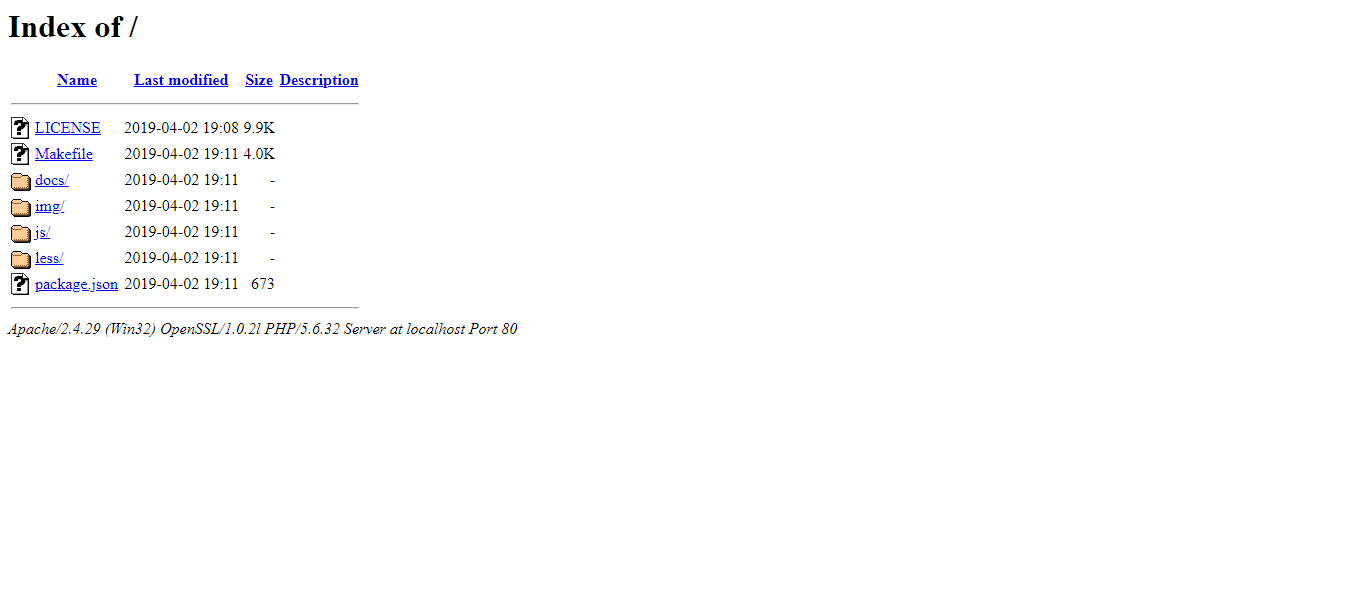 Index of /
Name Last modified Size Description
LICENSE 2019-04-02 19:08 9.9K
Makefile 2019-04-02 19:11 4.0K
docs/ 2019-04-02 19:11 -
img/ 2019-04-02 19:11 -
js/ 2019-04-02 19:11 -
less/ 2019-04-02 19:11 -
package.json 2019-04-02 19:11 673
Apache/2.4.29 (Win32) OpenSSL/1.0.2l PHP/5.6.32 Server at localhost Port 80